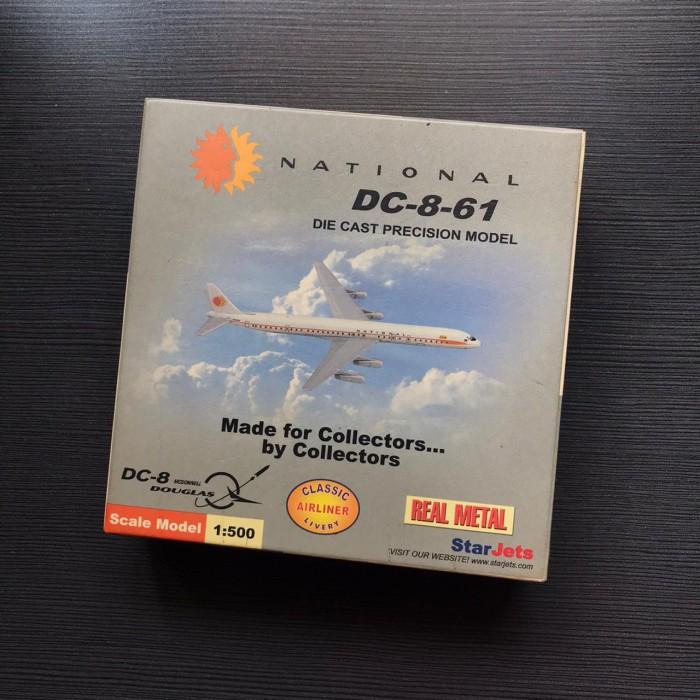 NATIONAL
DC-8-61
DIE CAST PRECISION MODEL
NATIONAL
Made for Collectors...
by Collectors
DC-8 MCDONNELL
DOUGLAS
CLASSIC
AIRLINER
LIVERY
REAL METAL
Scale Model 1:500
StarJets
VISIT OUR WEBSITE! www.starjets.com